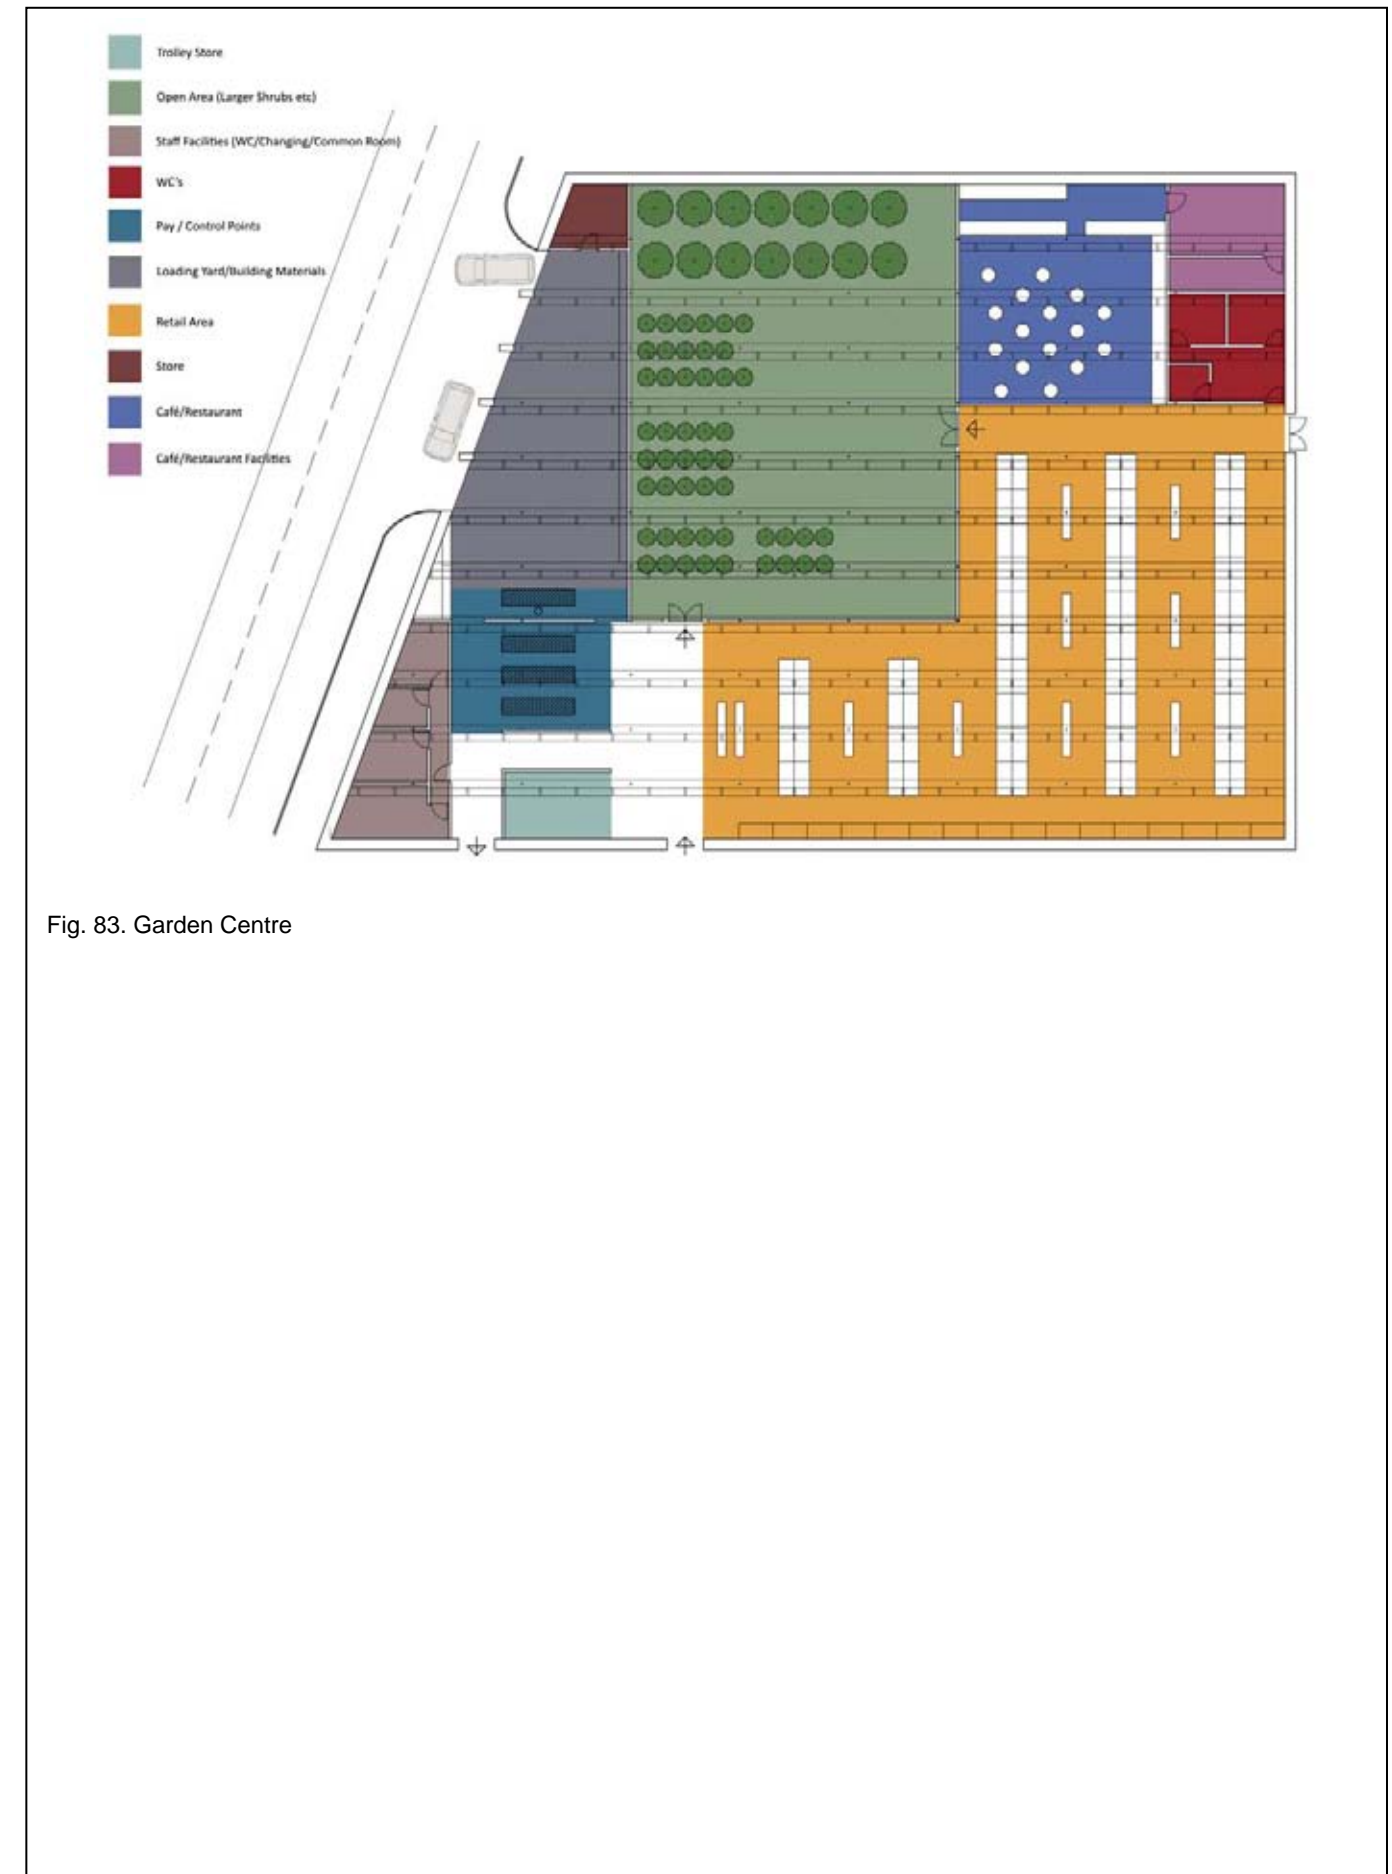 Trolley Store
Open Area (Larger Shrubs etc)
Staff Facilities (WC/Changing/Common Room)
WC's
Pay / Control Points
Loading Yard/Building Materials
Retail Area
Store
Café/Restaurant
Café/Restaurant Facilities
Fig. 83. Garden Centre